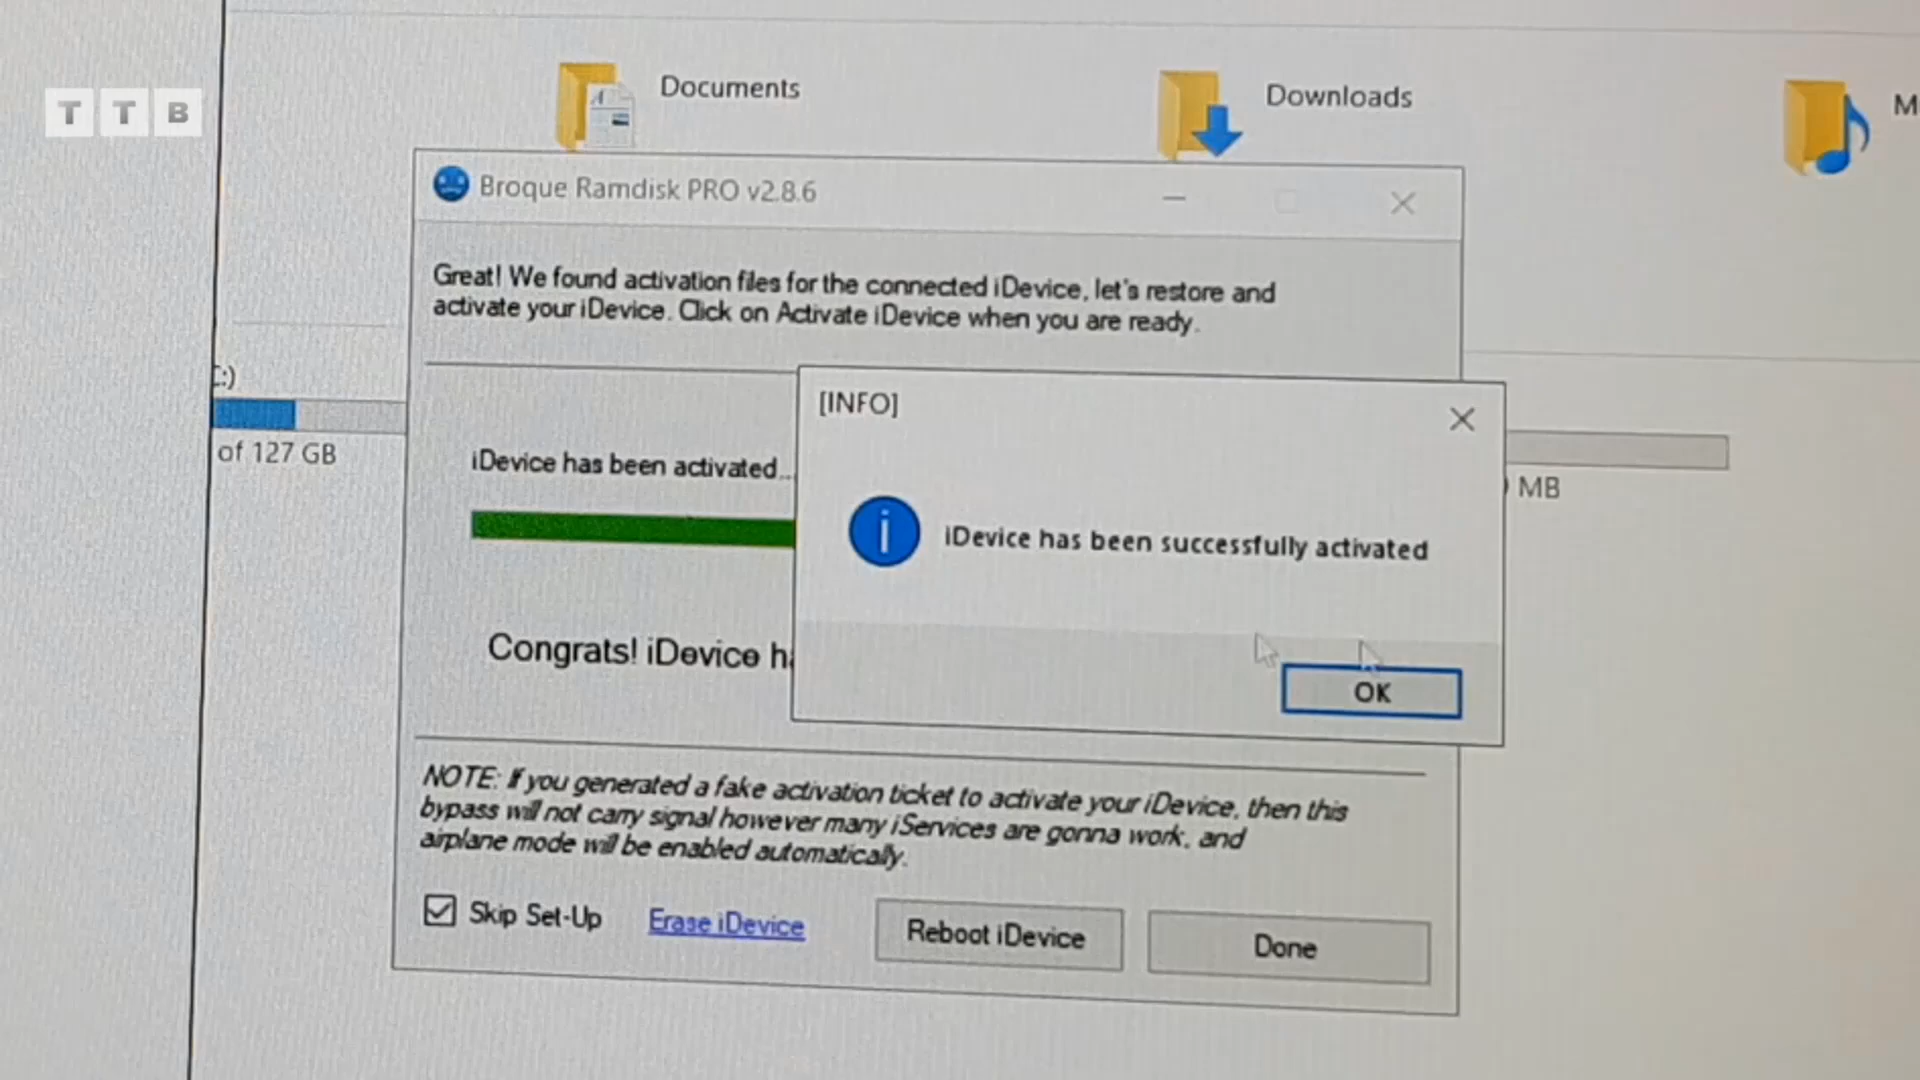 TTB
Documents
Downloads
M
Broque Ramdisk PRO v2.8.6
Great! We found activation files for the connected iDevice, let's restore and
activate your iDevice. Click on Activate iDevice when you are ready.
C:)
of 127 GB
[INFO]
iDevice has been activated...
MB
iDevice has been successfully activated
Congrats! iDevice ha
OK
NOTE: If you generated a fake activation ticket to activate your iDevice, then this
bypass will not carry signal however many iServices are gonna work, and
airplane mode will be enabled automatically.
Skip Set-Up
Erase iDevice
Reboot iDevice
Done